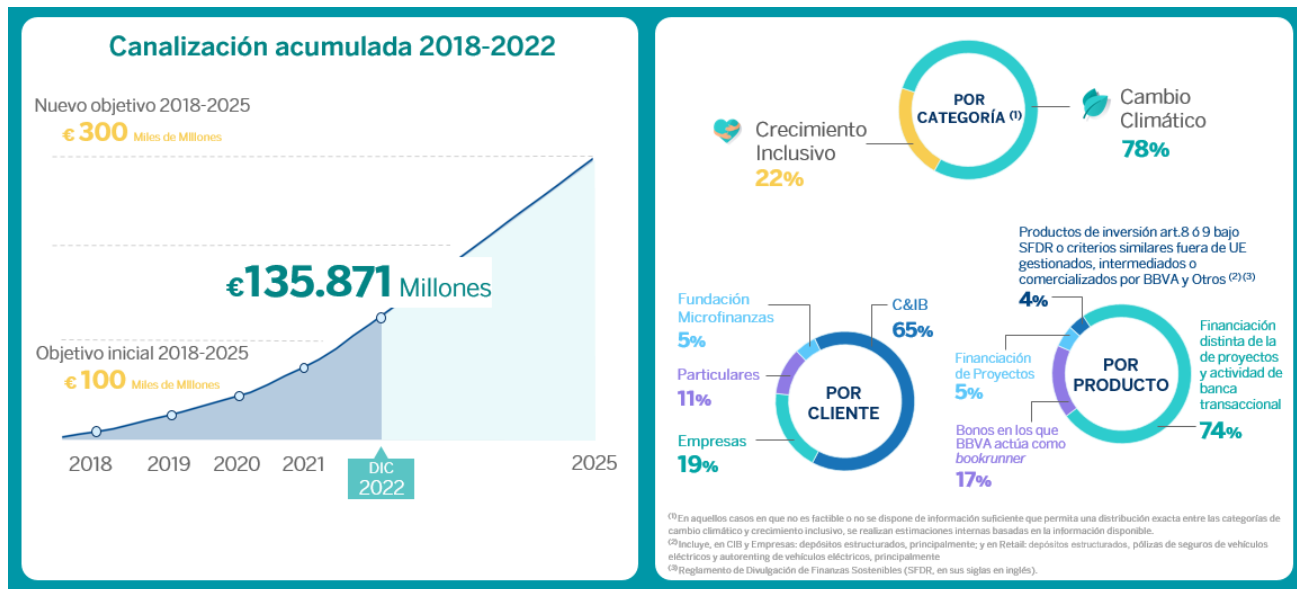 Canalización acumulada 2018-2022
Nuevo objetivo 2018-2025
€ 300 Miles de MIllones
€135.871 Millones
Objetivo inicial 2018-2025
€ 100 Miles de MIllones
2018
2019
2020
2021
DIC
2022
2025
POR
CATEGORÍA (1)
Cambio
Climático
78%
Crecimiento
Inclusivo
22%
Fundación
Microfinanzas
5%
Particulares
11%
Empresas
19%
C&IB
65%
POR
CLIENTE
Productos de inversión art.8 ó 9 bajo
SFDR o criterios similares fuera de UE
gestionados, intermediados o
comercializados por BBVA y Otros (2)(3)
4%
Financiación
de Proyectos
5%
Bonos en los que
BBVA actúa como
bookrunner
17%
POR
PRODUCTO
Financiación
distinta de la
de proyectos
y actividad de
banca
transaccional
74%
(1) En aquellos casos en que no es factible o no se dispone de información suficiente que permita una distribución exacta entre las categorías de
cambio climático y crecimiento inclusivo, se realizan estimaciones internas basadas en la información disponible.
(2) Incluye, en CIB y Empresas: depósitos estructurados, principalmente; y en Retail: depósitos estructurados, pólizas de seguros de vehículos
eléctricos y autorenting de vehículos eléctricos, principalmente
(3) Reglamento de Divulgación de Finanzas Sostenibles (SFDR, en sus siglas en inglés).